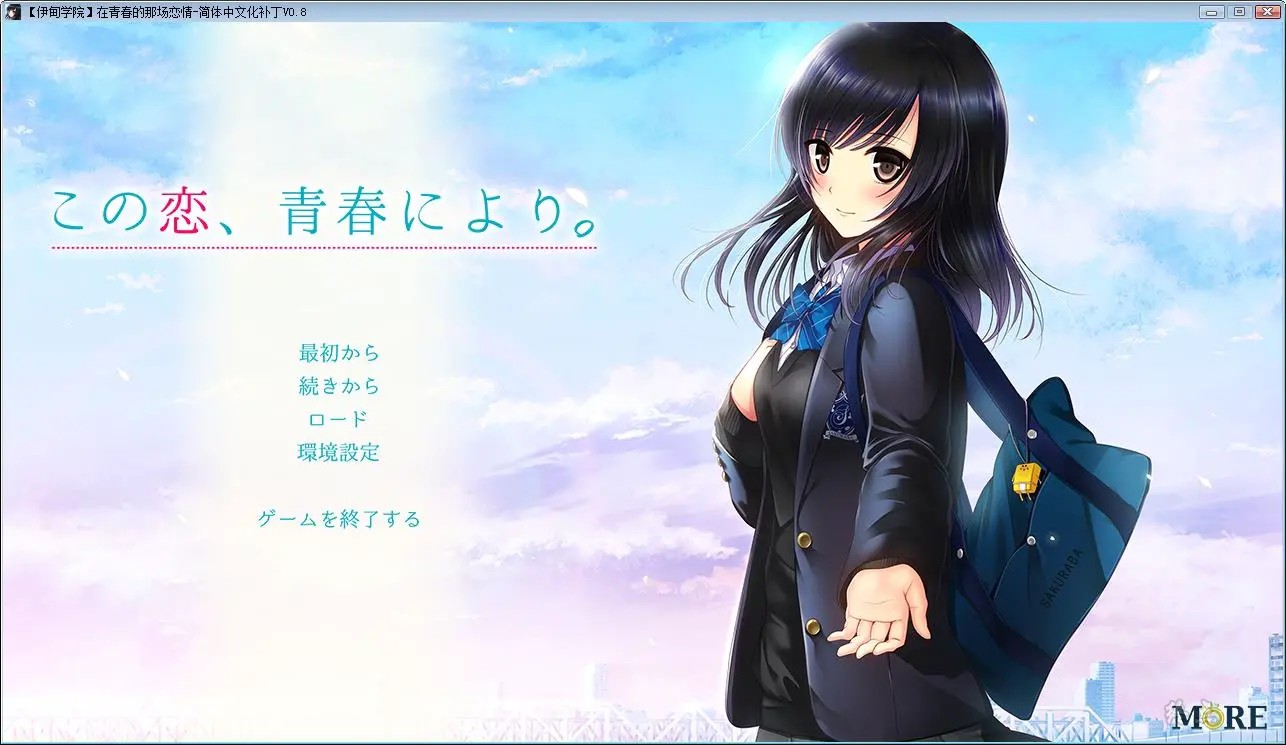 【伊甸学院】在青春的那场恋情-简体中文化补丁V0.8
この恋、青春により。
最初から
続きから
ロード
環境設定
ゲームを終了する
SAKURABA
MORE